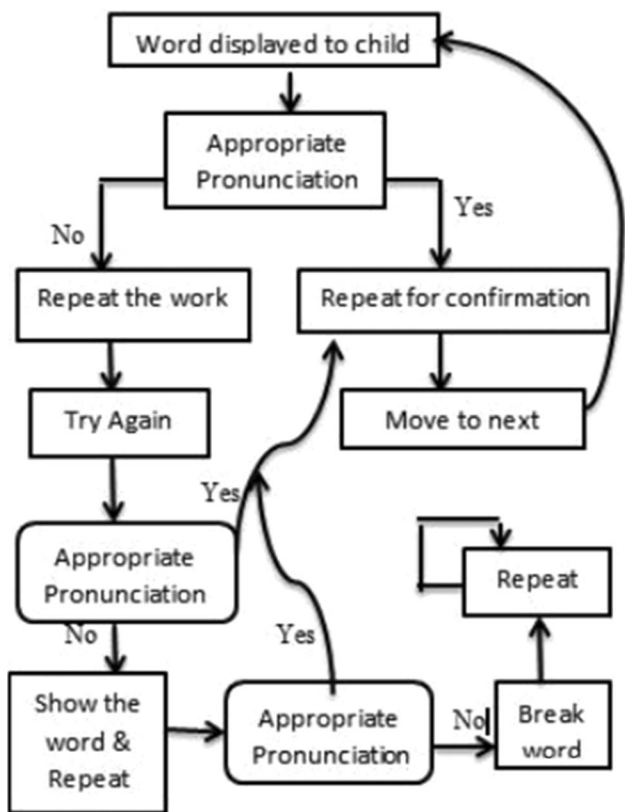 Word displayed to child
Appropriate
Pronunciation
No
Yes
Repeat the work
Repeat for confirmation
Try Again
Move to next
Yes
Appropriate
Pronunciation
Repeat
No
Yes
Show the
word &
Repeat
Appropriate
Pronunciation
No
Break
word